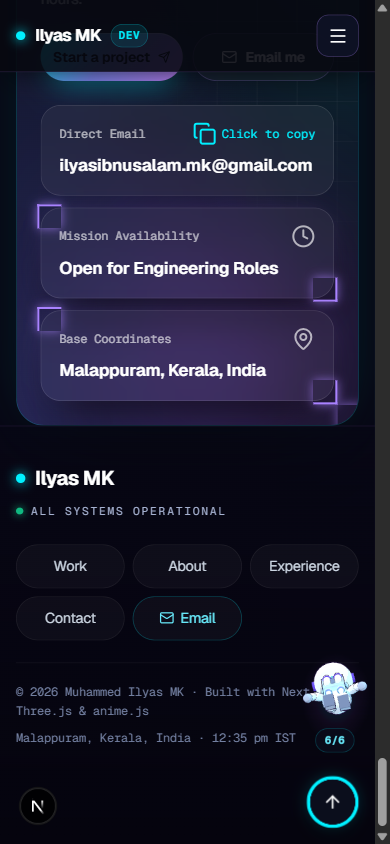 hours.
Ilyas MK DEV
Start a project
Email me
Direct Email
Click to copy
ilyasibnusalam.mk@gmail.com
Mission Availability
Open for Engineering Roles
Base Coordinates
Malappuram, Kerala, India
Ilyas MK
ALL SYSTEMS OPERATIONAL
Work
About
Experience
Contact
Email
© 2026 Muhammed Ilyas MK · Built with Next
Three.js & anime.js
Malappuram, Kerala, India · 12:35 pm IST
6/6
N